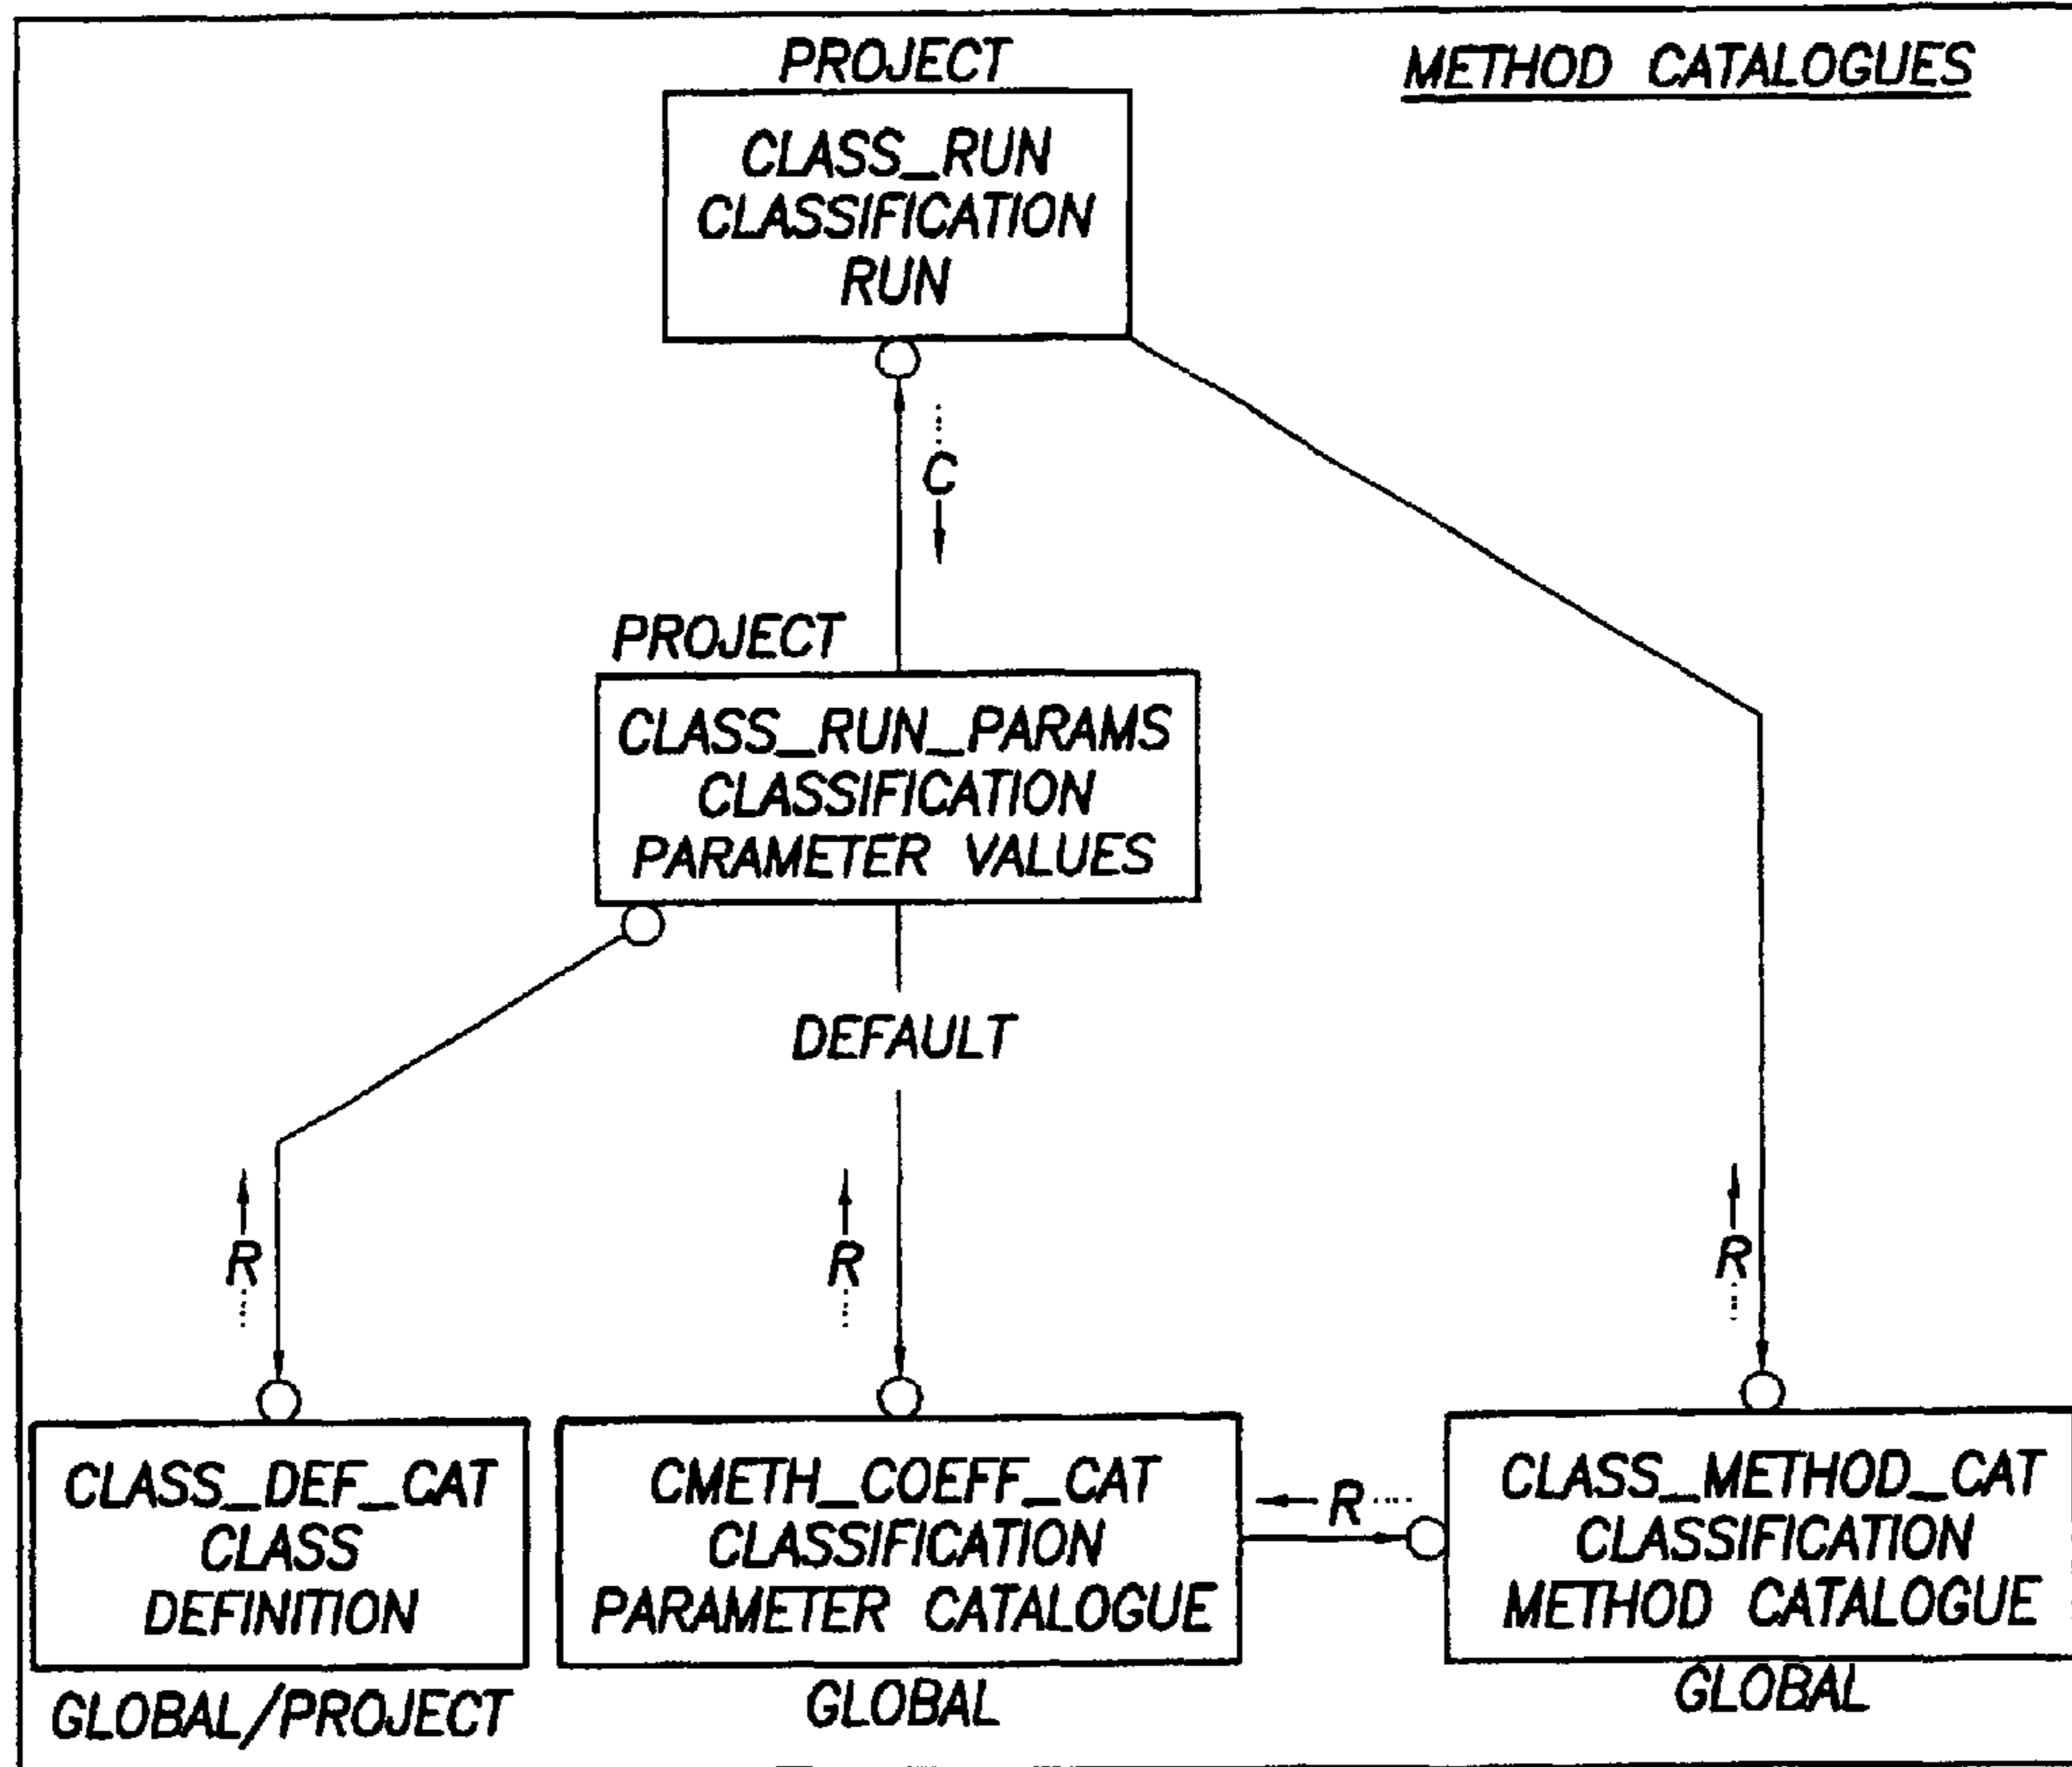 PROJECT
METHOD CATALOGUES
CLASS_RUN
CLASSIFICATION
RUN
C
PROJECT
CLASS_RUN_PARAMS
CLASSIFICATION
PARAMETER VALUES
DEFAULT
R
R
R
CLASS_DEF_CAT
CLASS
DEFINITION
GLOBAL/PROJECT
CMETH_COEFF_CAT
CLASSIFICATION
PARAMETER CATALOGUE
GLOBAL
R
CLASS_METHOD_CAT
CLASSIFICATION
METHOD CATALOGUE
GLOBAL